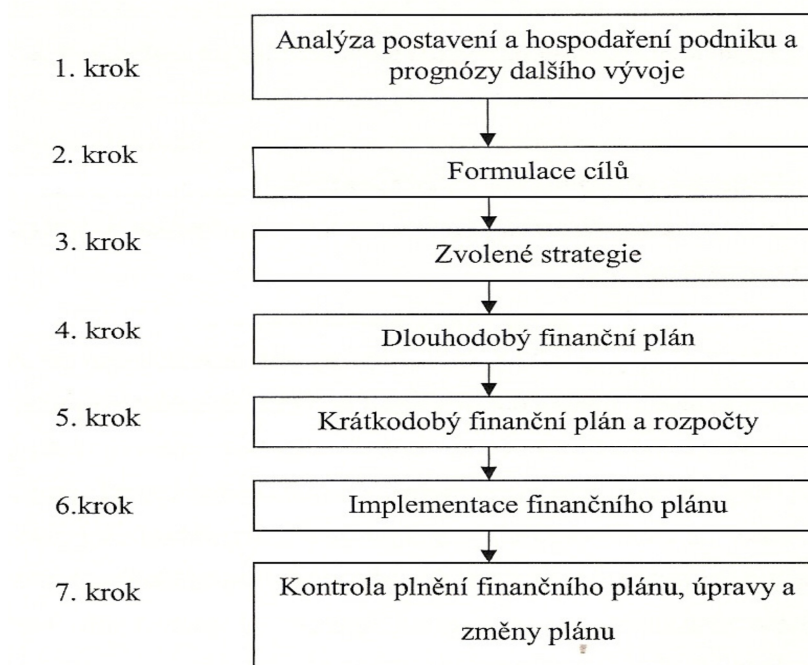 1. krok
Analýza postavení a hospodaření podniku a
prognózy dalšího vývoje
2. krok
Formulace cílů
3. krok
Zvolené strategie
4. krok
Dlouhodobý finanční plán
5. krok
Krátkodobý finanční plán a rozpočty
6.krok
Implementace finančního plánu
7. krok
Kontrola plnění finančního plánu, úpravy a
změny plánu